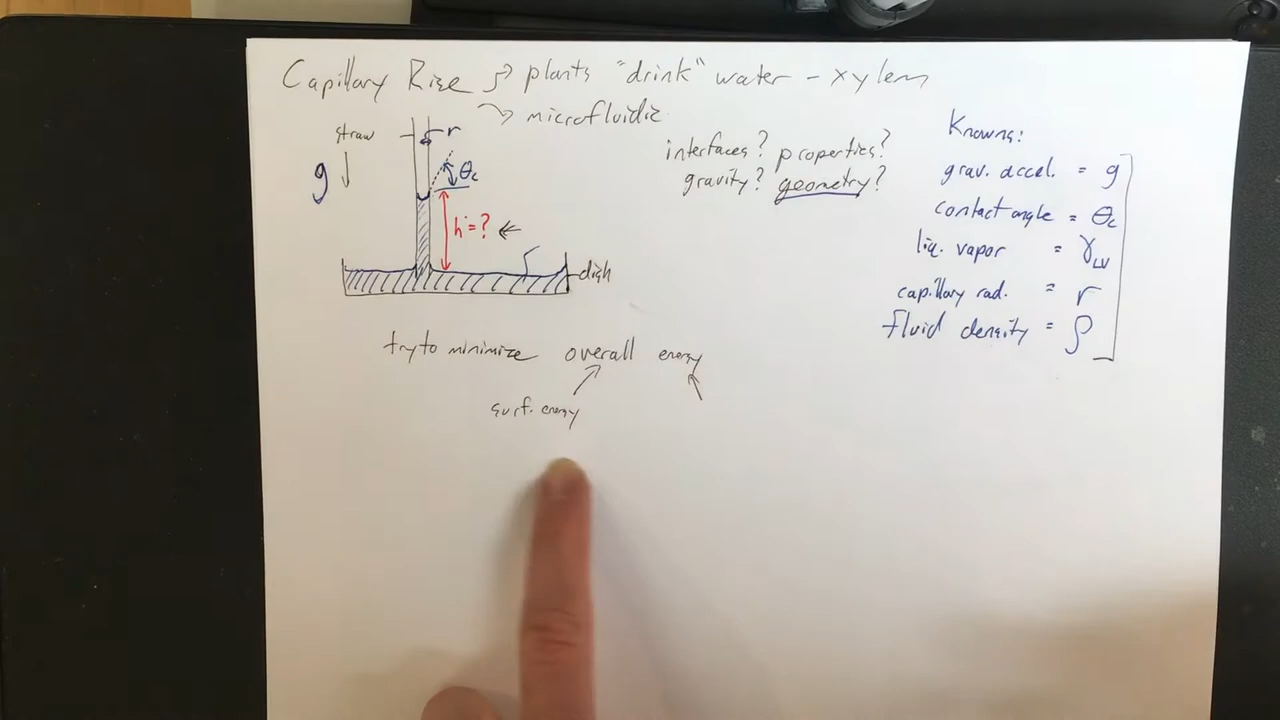 Capillary Rise → plants "drink" water - xylem
→ microfluidic
straw
r
g
θc
h=?
dish
interfaces? properties?
gravity? geometry?
Knowns:
grav. accel. = g
contact angle = θc
liq. vapor = γLV
capillary rad. = r
fluid density = ρ
try to minimize overall energy
surf. energy